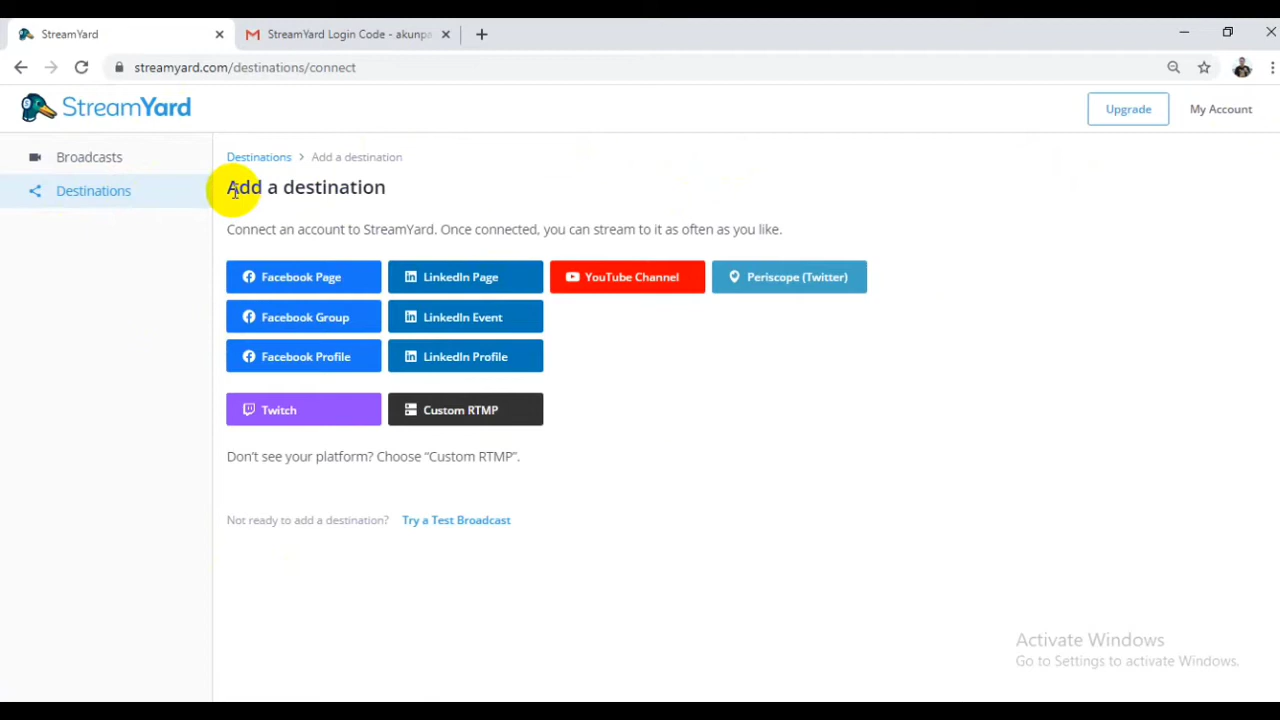 StreamYard
StreamYard Login Code - akunpa
streamyard.com/destinations/connect
StreamYard
Upgrade
My Account
Broadcasts
Destinations
Destinations > Add a destination
Add a destination
Connect an account to StreamYard. Once connected, you can stream to it as often as you like.
Facebook Page
LinkedIn Page
YouTube Channel
Periscope (Twitter)
Facebook Group
LinkedIn Event
Facebook Profile
LinkedIn Profile
Twitch
Custom RTMP
Don't see your platform? Choose “Custom RTMP”.
Not ready to add a destination? Try a Test Broadcast
Activate Windows
Go to Settings to activate Windows.